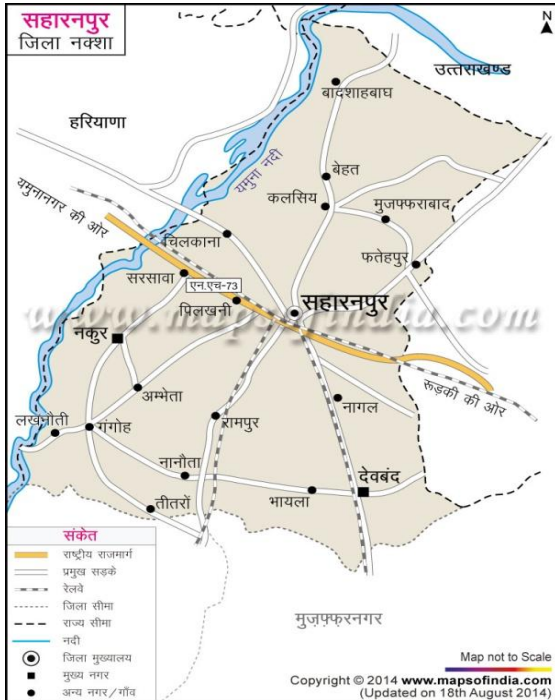 सहारनपुर
जिला नक्शा
N
उत्तराखण्ड
बादशाहबाघ
हरियाणा
यमुना नदी
बेहत
कलसिय
मुजफ्फराबाद
यमुनानगर की ओर
चिलकाना
फतेहपुर
सरसावा
एन.एच-73
पिलखनी
सहारनपुर
www.mapsofindia.com
नकुर
अम्भेता
नागल
रूड़की की ओर
लखनौती
गंगोह
रामपुर
नानौता
देवबंद
तीतरों
भायला
संकेत
राष्ट्रीय राजमार्ग
प्रमुख सड़के
रेलवे
जिला सीमा
राज्य सीमा
नदी
जिला मुख्यालय
मुख्य नगर
अन्य नगर/गाँव
मुज़फ़्फ़रनगर
Map not to Scale
Copyright © 2014 www.mapsofindia.com
(Updated on 18th August 2014)